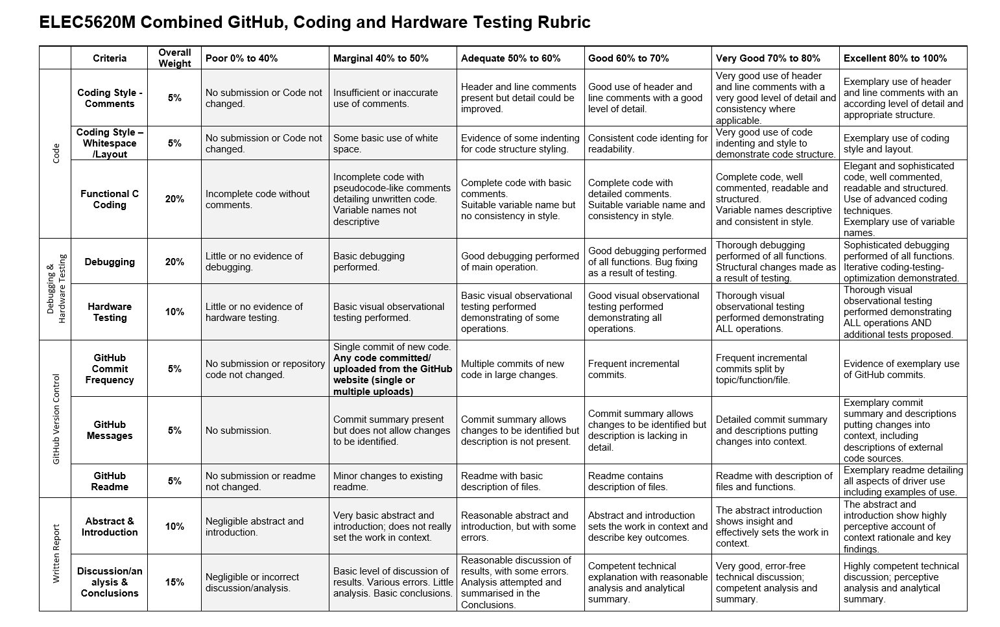 ELEC5620M Combined GitHub, Coding and Hardware Testing Rubric
Criteria
Overall
Weight
Poor 0% to 40%
Marginal 40% to 50%
Adequate 50% to 60%
Good 60% to 70%
Very Good 70% to 80%
Excellent 80% to 100%
Code
Coding Style -
Comments
5%
No submission or Code not
changed.
Insufficient or inaccurate
use of comments.
Header and line comments
present but detail could be
improved.
Good use of header and
line comments with a good
level of detail.
Very good use of header
and line comments with a
very good level of detail and
consistency where
applicable.
Exemplary use of header
and line comments with an
according level of detail and
appropriate structure.
Coding Style –
Whitespace
/Layout
5%
No submission or Code not
changed.
Some basic use of white
space.
Evidence of some indenting
for code structure styling.
Consistent code identing for
readability.
Very good use of code
indenting and style to
demonstrate code structure.
Exemplary use of coding
style and layout.
Functional C
Coding
20%
Incomplete code without
comments.
Incomplete code with
pseudocode-like comments
detailing unwritten code.
Variable names not
descriptive
Complete code with basic
comments.
Suitable variable name but
no consistency in style.
Complete code with
detailed comments.
Suitable variable name and
consistency in style.
Complete code, well
commented, readable and
structured.
Variable names descriptive
and consistent in style.
Elegant and sophisticated
code, well commented,
readable and structured.
Use of advanced coding
techniques.
Exemplary use of variable
names.
Debugging &
Hardware Testing
Debugging
20%
Little or no evidence of
debugging.
Basic debugging
performed.
Good debugging performed
of main operation.
Good debugging performed
of all functions. Bug fixing
as a result of testing.
Thorough debugging
performed of all functions.
Structural changes made as
a result of testing.
Sophisticated debugging
performed of all functions.
Iterative coding-testing-
optimization demonstrated.
Hardware
Testing
10%
Little or no evidence of
hardware testing.
Basic visual observational
testing performed.
Basic visual observational
testing performed
demonstrating of some
operations.
Good visual observational
testing performed
demonstrating all
operations.
Thorough visual
observational testing
performed demonstrating
ALL operations.
Thorough visual
observational testing
performed demonstrating
ALL operations AND
additional tests proposed.
GitHub Version Control
GitHub
Commit
Frequency
5%
No submission or repository
code not changed.
Single commit of new code.
Any code committed/
uploaded from the GitHub
website (single or
multiple uploads)
Multiple commits of new
code in large changes.
Frequent incremental
commits.
Frequent incremental
commits split by
topic/function/file.
Evidence of exemplary use
of GitHub commits.
GitHub
Messages
5%
No submission.
Commit summary present
but does not allow changes
to be identified.
Commit summary allows
changes to be identified but
description is not present.
Commit summary allows
changes to be identified but
description is lacking in
detail.
Detailed commit summary
and descriptions putting
changes into context.
Exemplary commit
summary and descriptions
putting changes into
context, including
descriptions of external
code sources.
GitHub
Readme
5%
No submission or readme
not changed.
Minor changes to existing
readme.
Readme with basic
description of files.
Readme contains
description of files.
Readme with description of
files and functions.
Exemplary readme detailing
all aspects of driver use
including examples of use.
Written Report
Abstract &
Introduction
10%
Negligible abstract and
introduction.
Very basic abstract and
introduction; does not really
set the work in context.
Reasonable abstract and
introduction, but with some
errors.
Abstract and introduction
sets the work in context and
describe key outcomes.
The abstract introduction
shows insight and
effectively sets the work in
context.
The abstract and
introduction show highly
perceptive account of
context rationale and key
findings.
Discussion/an
alysis &
Conclusions
15%
Negligible or incorrect
discussion/analysis.
Basic level of discussion of
results. Various errors. Little
analysis. Basic conclusions.
Reasonable discussion of
results, with some errors.
Analysis attempted and
summarised in the
Conclusions.
Competent technical
explanation with reasonable
analysis and analytical
summary.
Very good, error-free
technical discussion;
competent analysis and
summary.
Highly competent technical
discussion; perceptive
analysis and analytical
summary.